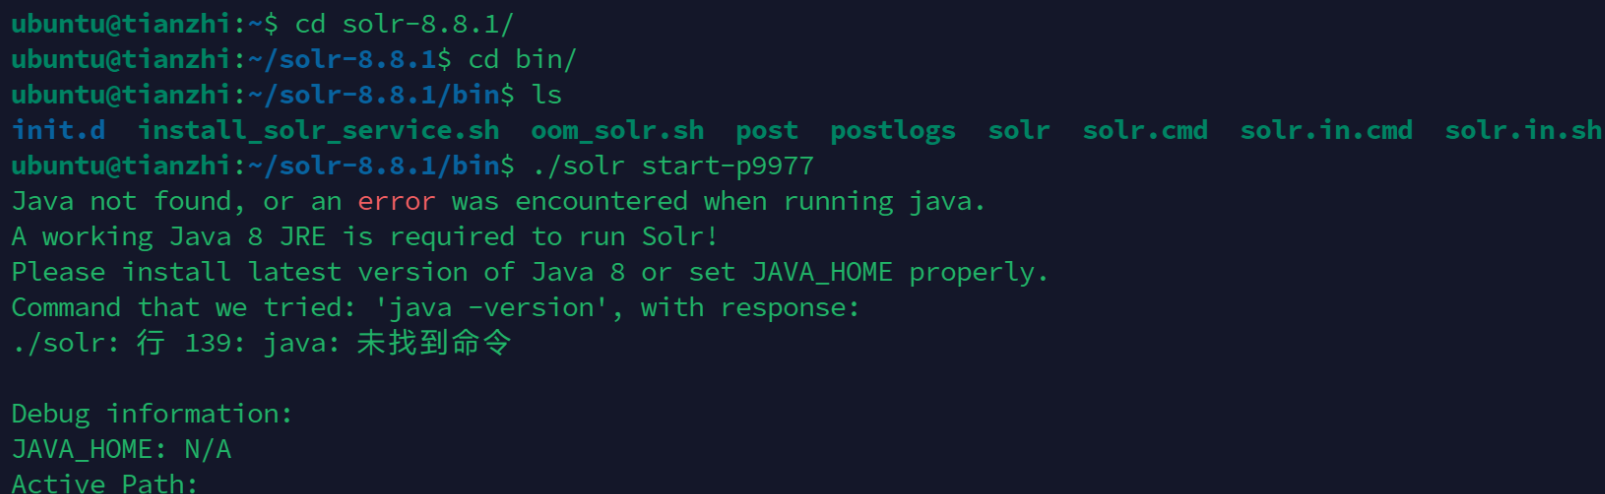 ubuntu@tianzhi:~$ cd solr-8.8.1/
ubuntu@tianzhi:~/solr-8.8.1$ cd bin/
ubuntu@tianzhi:~/solr-8.8.1/bin$ ls
init.d  install_solr_service.sh  oom_solr.sh  post  postlogs  solr  solr.cmd  solr.in.cmd  solr.in.sh
ubuntu@tianzhi:~/solr-8.8.1/bin$ ./solr start-p9977
Java not found, or an error was encountered when running java.
A working Java 8 JRE is required to run Solr!
Please install latest version of Java 8 or set JAVA_HOME properly.
Command that we tried: 'java -version', with response:
./solr: 行 139: java: 未找到命令
Debug information:
JAVA_HOME: N/A
Active Path: